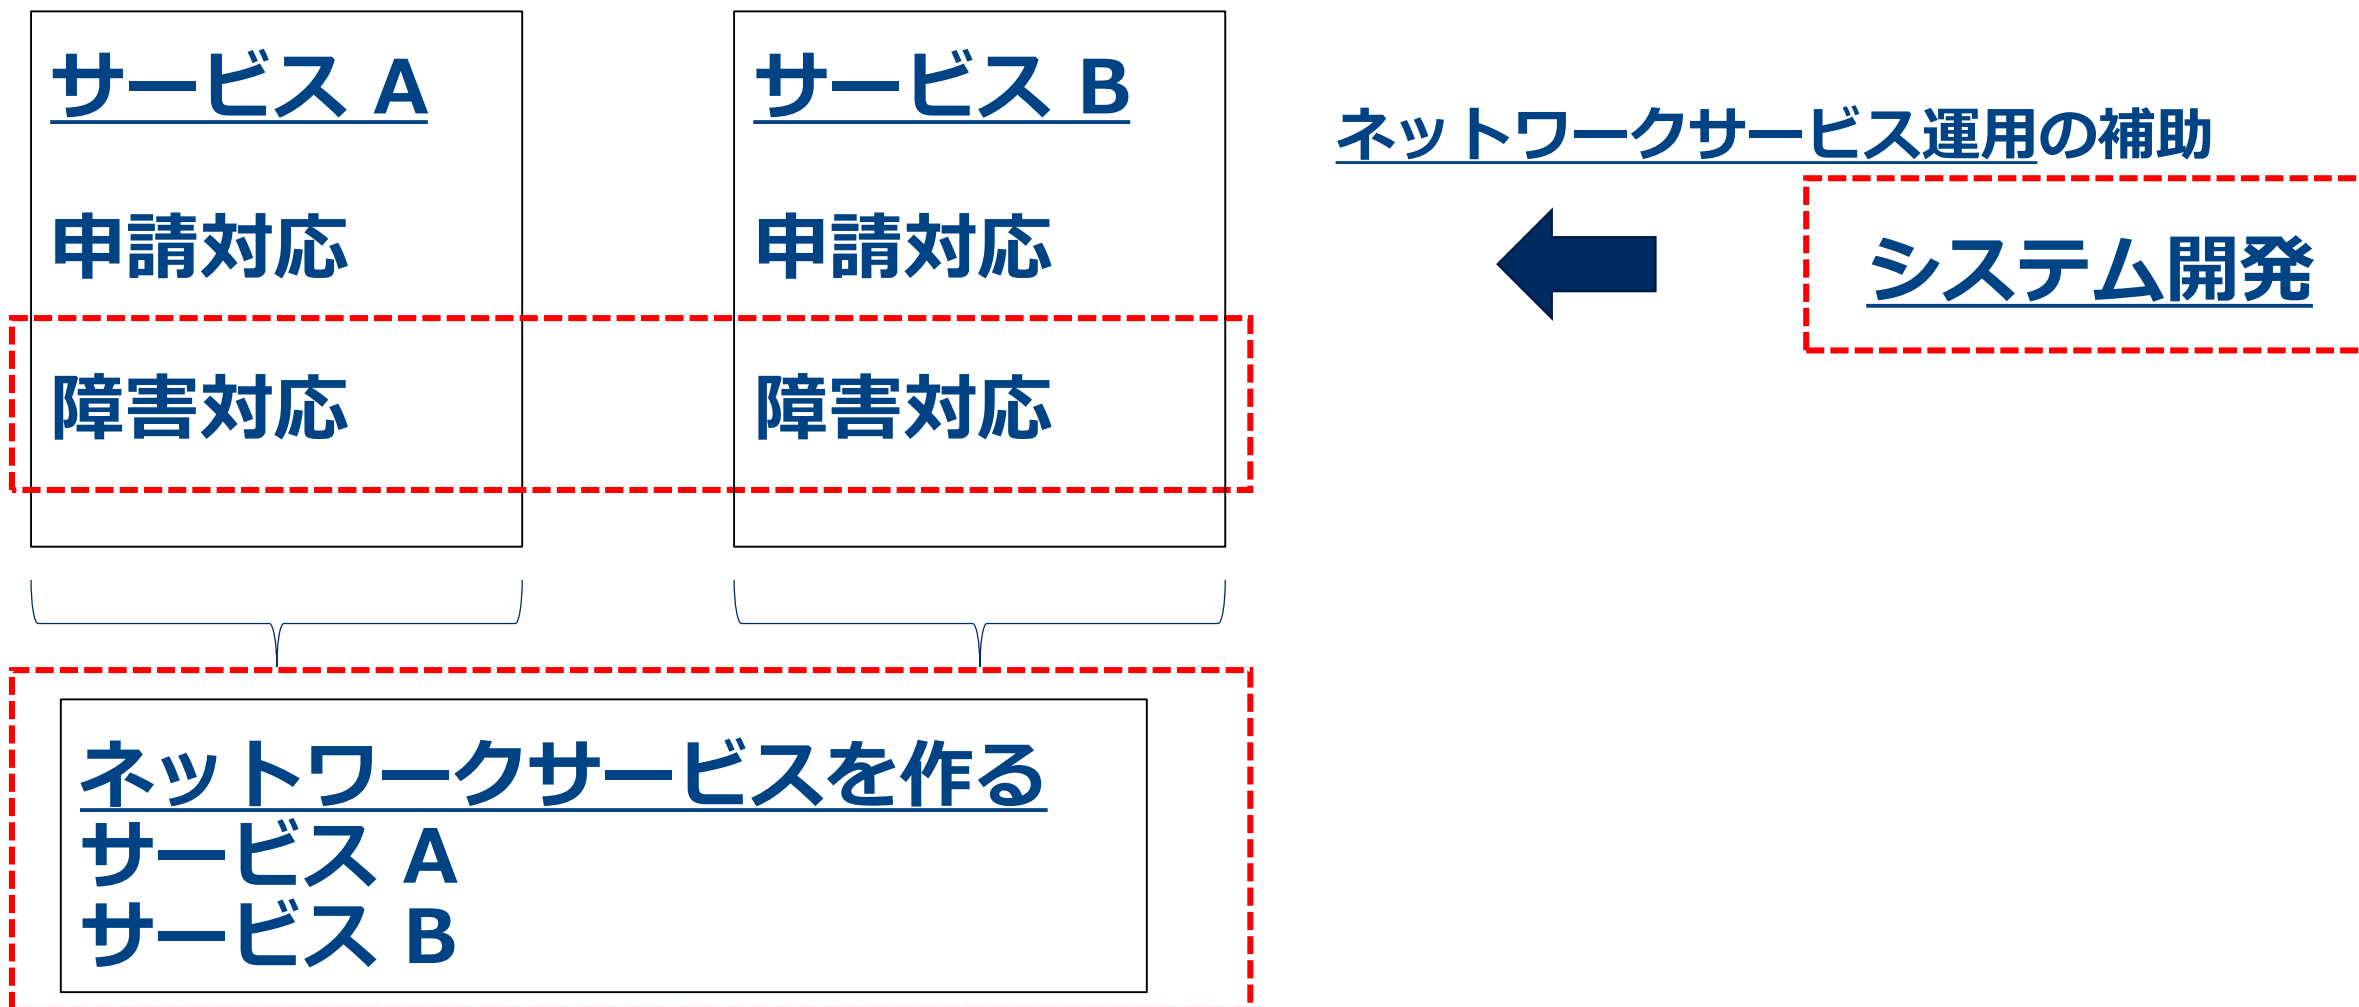 サービス A
申請対応
障害対応
サービス B
申請対応
障害対応
ネットワークサービス運用の補助
システム開発
ネットワークサービスを作る
サービス A
サービス B